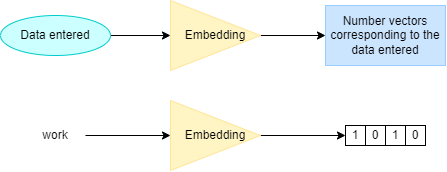 Data entered
Embedding
Number vectors
corresponding to the
data entered
work
Embedding
1 0 1 0